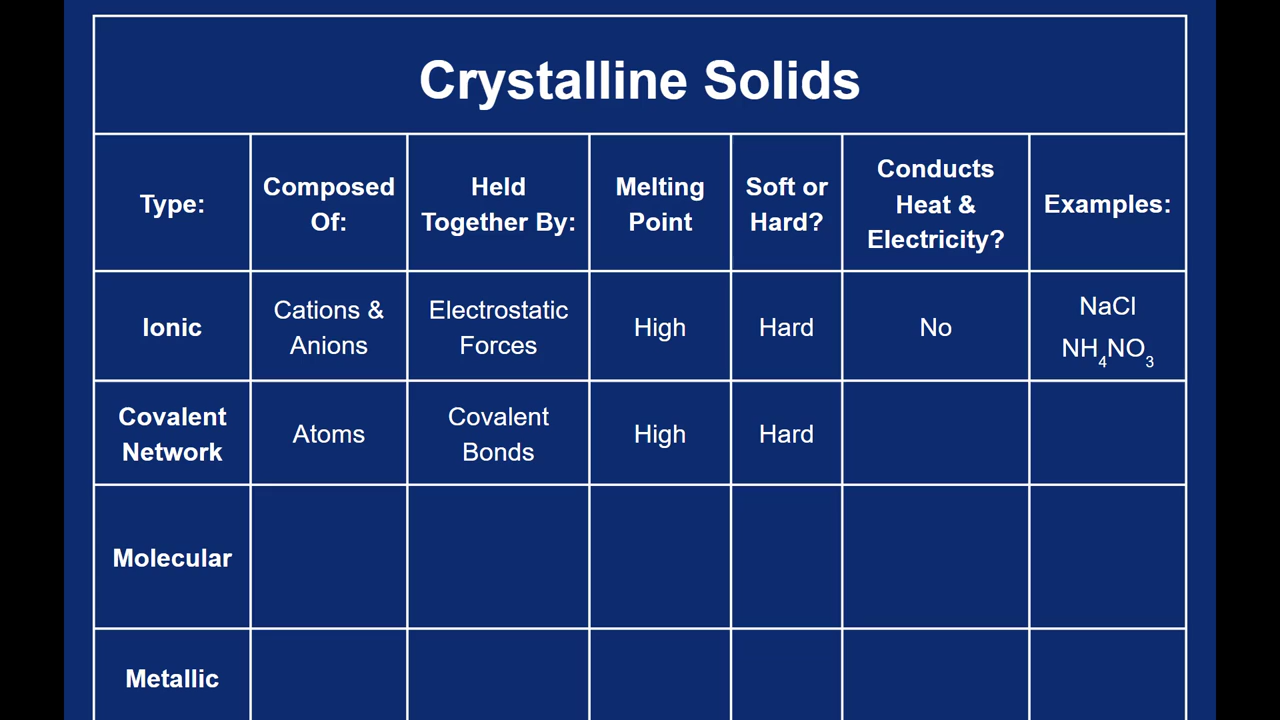 Crystalline Solids
Type:
Composed
Of:
Held
Together By:
Melting
Point
Soft or
Hard?
Conducts
Heat &
Electricity?
Examples:
Ionic
Cations &
Anions
Electrostatic
Forces
High
Hard
No
NaCl
NH₄NO₃
Covalent
Network
Atoms
Covalent
Bonds
High
Hard
Molecular
Metallic